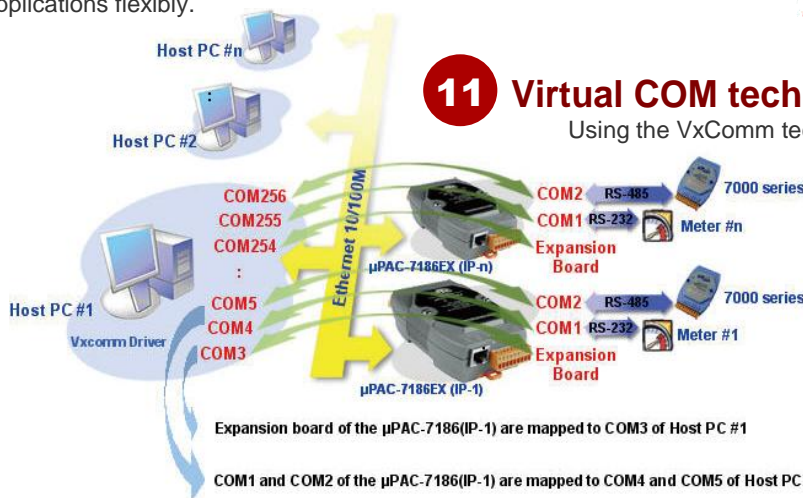 plications flexibly.
Host PC #n
11 Virtual COM tech
Using the VxComm te
Host PC #2
Ethernet 10/100M
COM256
COM255
COM254
:
COM5
COM4
COM3
Host PC #1
Vxcomm Driver
µPAC-7186EX (IP-n)
COM2 RS-485 7000 series
COM1 RS-232 Meter #n
Expansion
Board
µPAC-7186EX (IP-1)
COM2 RS-485 7000 series
COM1 RS-232 Meter #1
Expansion
Board
Expansion board of the µPAC-7186(IP-1) are mapped to COM3 of Host PC #1
COM1 and COM2 of the µPAC-7186(IP-1) are mapped to COM4 and COM5 of Host PC